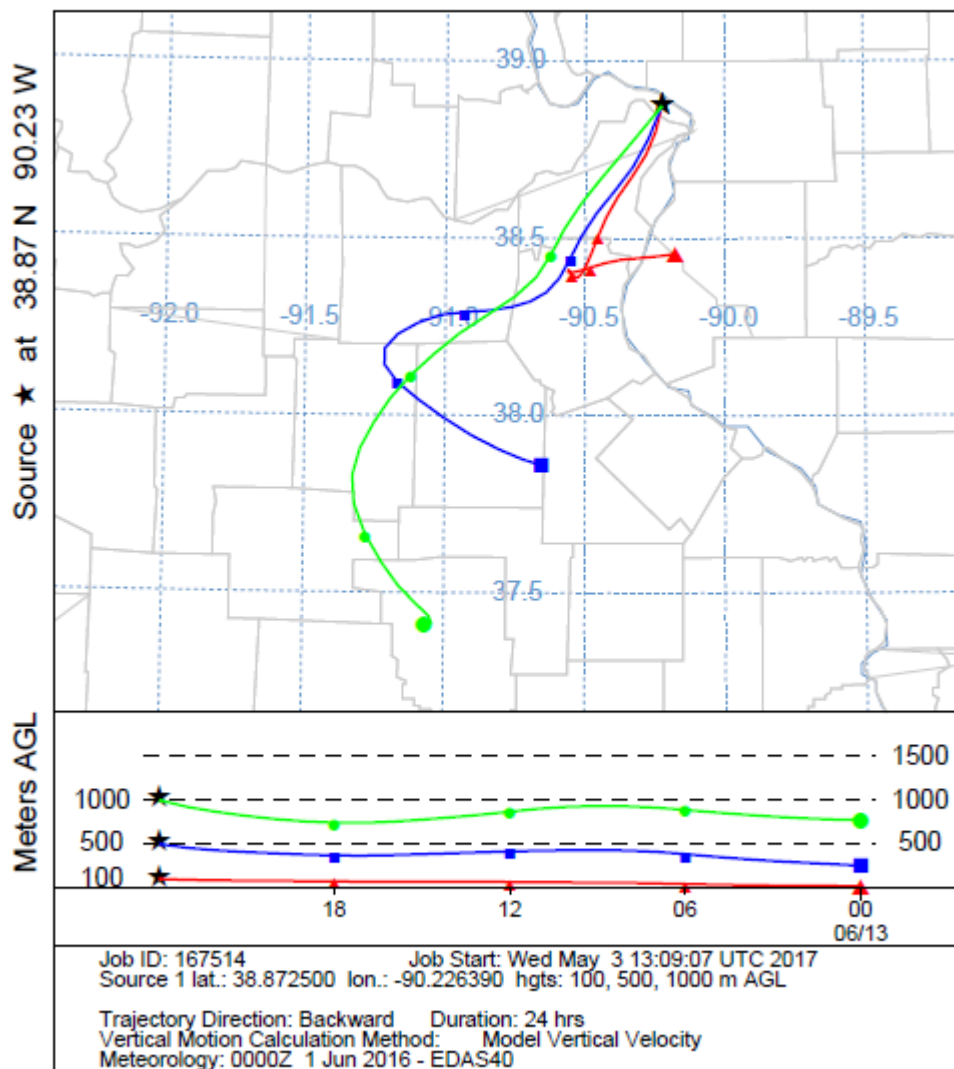 Source ★ at 38.87 N 90.23 W
39.0
38.5
-92.0 -91.5 -91.0 -90.5 -90.0 -89.5
38.0
37.5
Meters AGL
1500
1000 1000
500 500
100
18 12 06 00
06/13
Job ID: 167514 Job Start: Wed May 3 13:09:07 UTC 2017
Source 1 lat.: 38.872500 lon.: -90.226390 hgts: 100, 500, 1000 m AGL
Trajectory Direction: Backward Duration: 24 hrs
Vertical Motion Calculation Method: Model Vertical Velocity
Meteorology: 0000Z 1 Jun 2016 - EDAS40